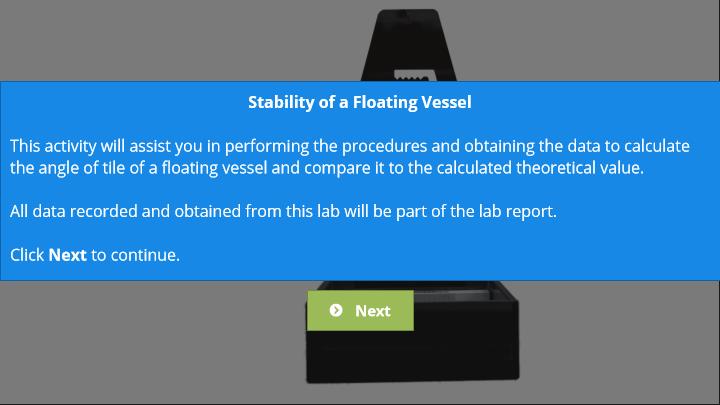 Stability of a Floating Vessel
This activity will assist you in performing the procedures and obtaining the data to calculate
the angle of tile of a floating vessel and compare it to the calculated theoretical value.
All data recorded and obtained from this lab will be part of the lab report.
Click Next to continue.
Next